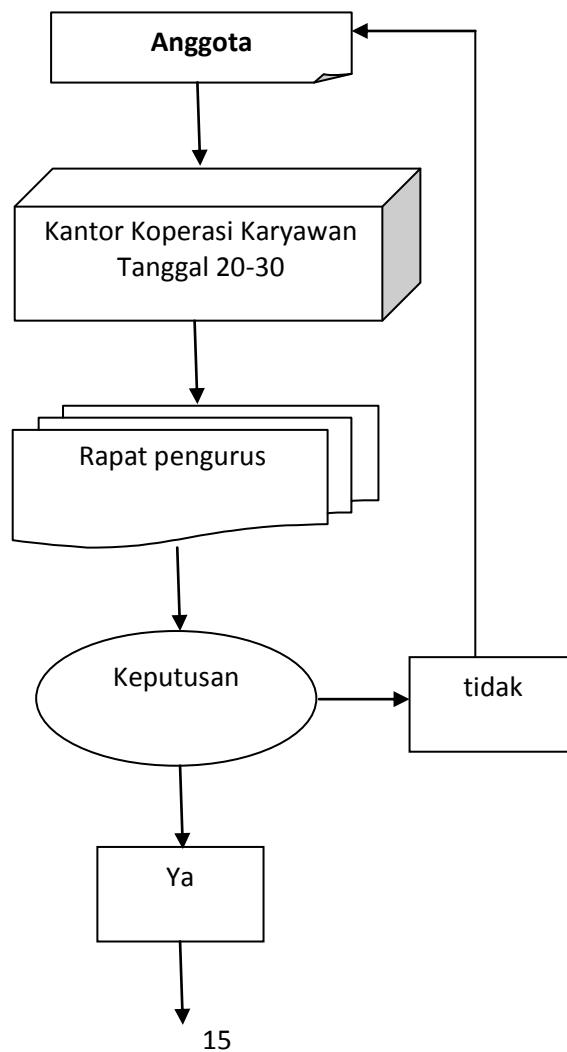 Anggota
Kantor Koperasi Karyawan
Tanggal 20-30
Rapat pengurus
Keputusan
tidak
Ya
15